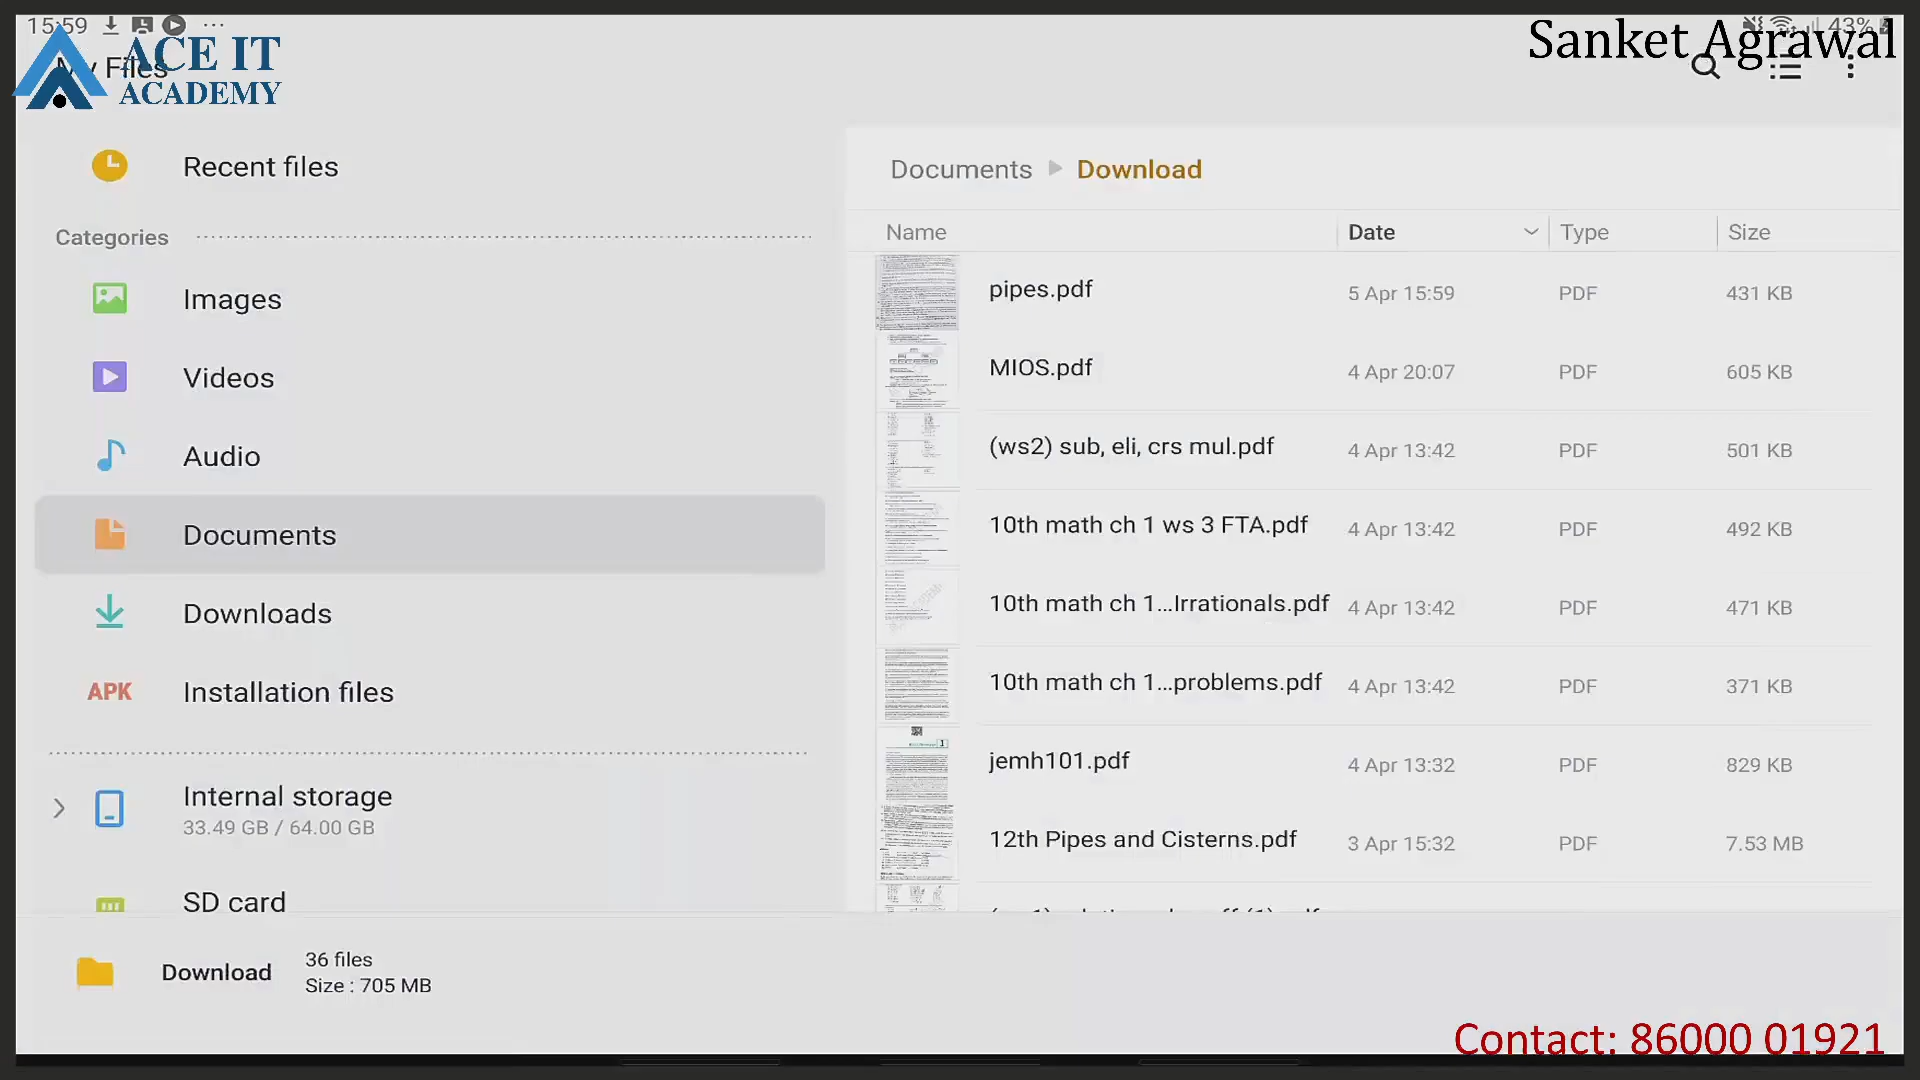 15:59
43%
ACE IT
ACADEMY
My Files
Sanket Agrawal
Recent files
Categories
Images
Videos
Audio
Documents
Downloads
APK Installation files
Internal storage
33.49 GB / 64.00 GB
SD card
Documents Download
Name Date Type Size
pipes.pdf 5 Apr 15:59 PDF 431 KB
MIOS.pdf 4 Apr 20:07 PDF 605 KB
(ws2) sub, eli, crs mul.pdf 4 Apr 13:42 PDF 501 KB
10th math ch 1 ws 3 FTA.pdf 4 Apr 13:42 PDF 492 KB
10th math ch 1...Irrationals.pdf 4 Apr 13:42 PDF 471 KB
10th math ch 1...problems.pdf 4 Apr 13:42 PDF 371 KB
jemh101.pdf 4 Apr 13:32 PDF 829 KB
12th Pipes and Cisterns.pdf 3 Apr 15:32 PDF 7.53 MB
Download
36 files
Size : 705 MB
Contact: 86000 01921